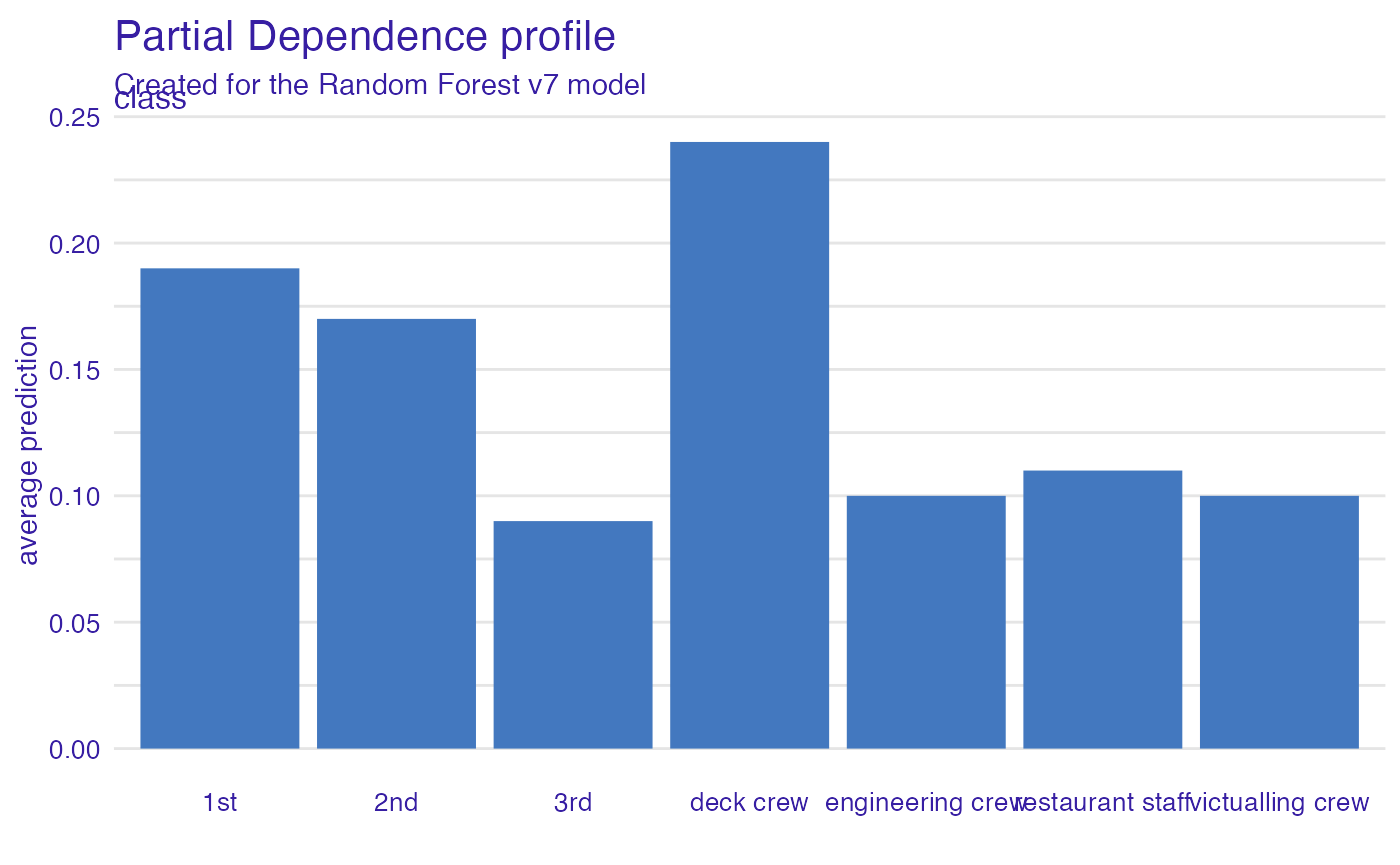 Partial Dependence profile
Created for the Random Forest v7 model
class
0.25
0.20
0.15
0.10
0.05
0.00
average prediction
1st 2nd 3rd deck crew engineering crew restaurant staff victualling crew